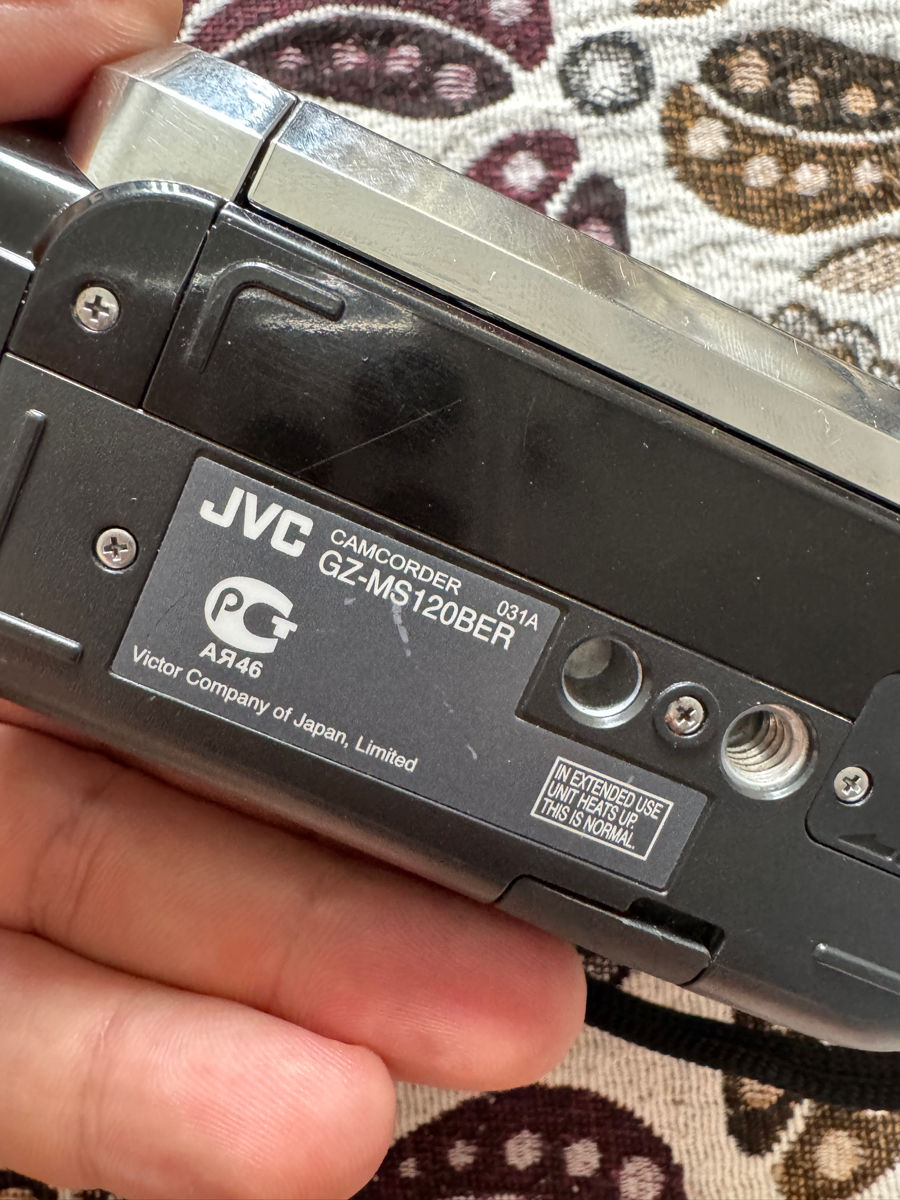 JVC
CAMCORDER
GZ-MS120BER
031A
РСТ
АЯ46
Victor Company of Japan, Limited
IN EXTENDED USE
UNIT HEATS UP.
THIS IS NORMAL.